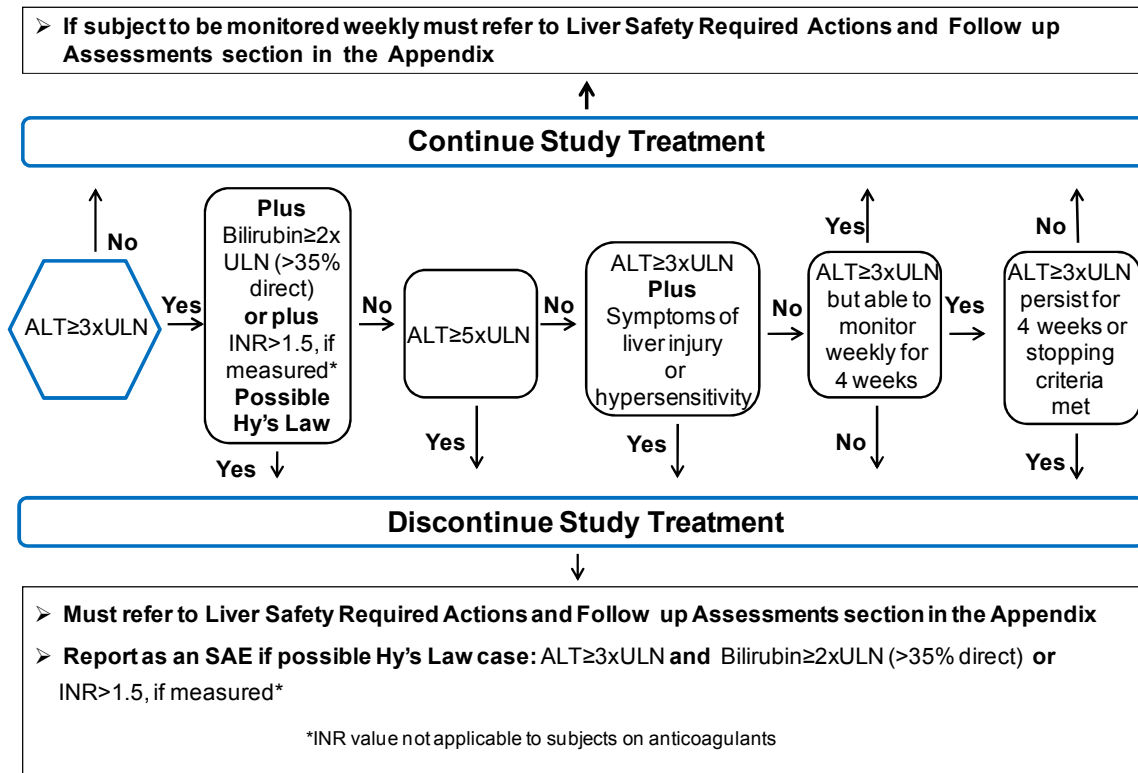 ➢ If subject to be monitored weekly must refer to Liver Safety Required Actions and Follow up
Assessments section in the Appendix
Continue Study Treatment
No
ALT≥3xULN
Yes
Plus
Bilirubin≥2x
ULN (>35%
direct)
or plus
INR>1.5, if
measured*
Possible
Hy's Law
Yes
No
ALT≥5xULN
Yes
No
ALT≥3xULN
Plus
Symptoms of
liver injury
or
hypersensitivity
Yes
No
Yes
ALT≥3xULN
but able to
monitor
weekly for
4 weeks
No
Yes
No
ALT≥3xULN
persist for
4 weeks or
stopping
criteria
met
Yes
Discontinue Study Treatment
➢ Must refer to Liver Safety Required Actions and Follow up Assessments section in the Appendix
➢ Report as an SAE if possible Hy's Law case: ALT≥3xULN and Bilirubin≥2xULN (>35% direct) or
INR>1.5, if measured*
*INR value not applicable to subjects on anticoagulants